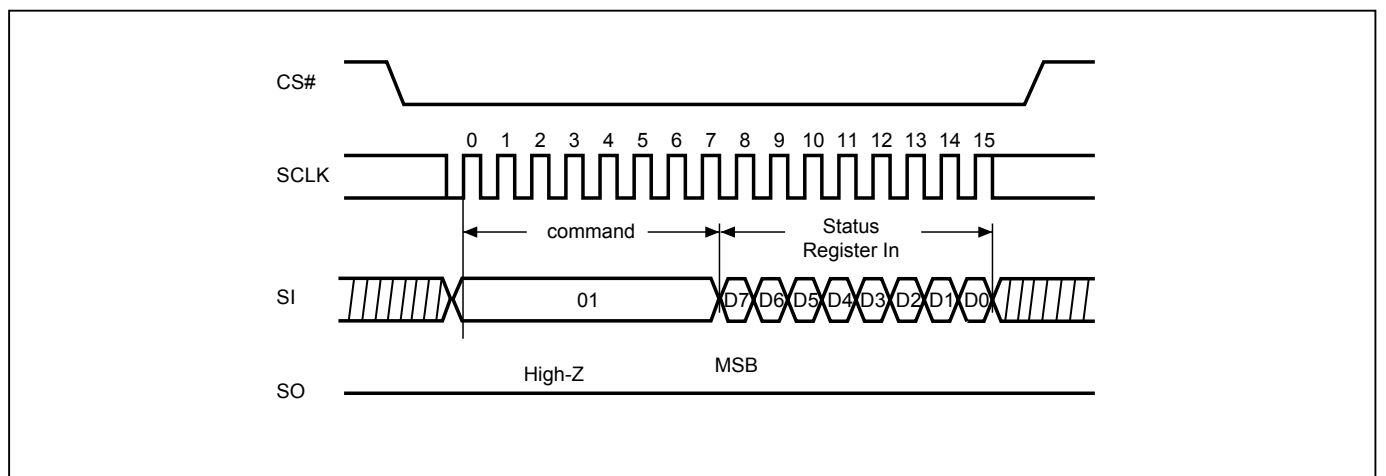 CS#
0 1 2 3 4 5 6 7 8 9 10 11 12 13 14 15
SCLK
command
Status
Register In
SI
01
D7 D6 D5 D4 D3 D2 D1 D0
High-Z
MSB
SO